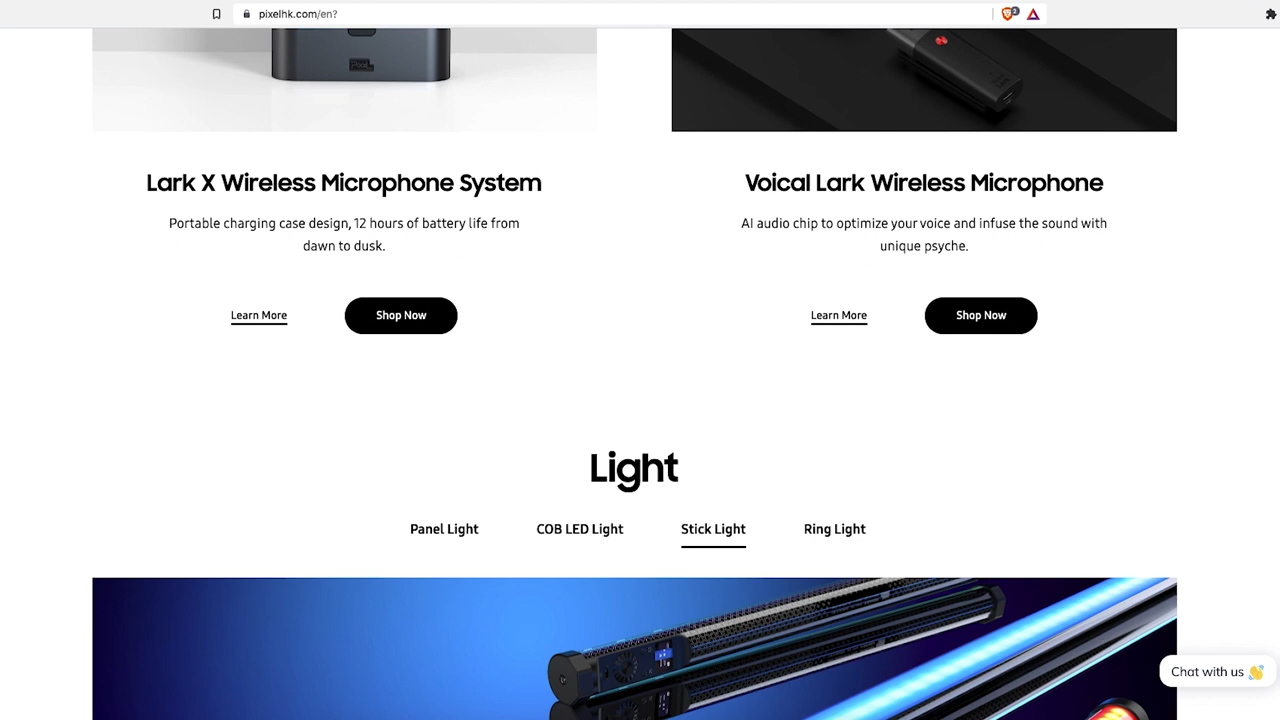 pixelhk.com/en?
PIXEL
Lark X Wireless Microphone System
Voical Lark Wireless Microphone
Portable charging case design, 12 hours of battery life from
dawn to dusk.
AI audio chip to optimize your voice and infuse the sound with
unique psyche.
Learn More
Shop Now
Learn More
Shop Now
Light
Panel Light
COB LED Light
Stick Light
Ring Light
Chat with us 👋